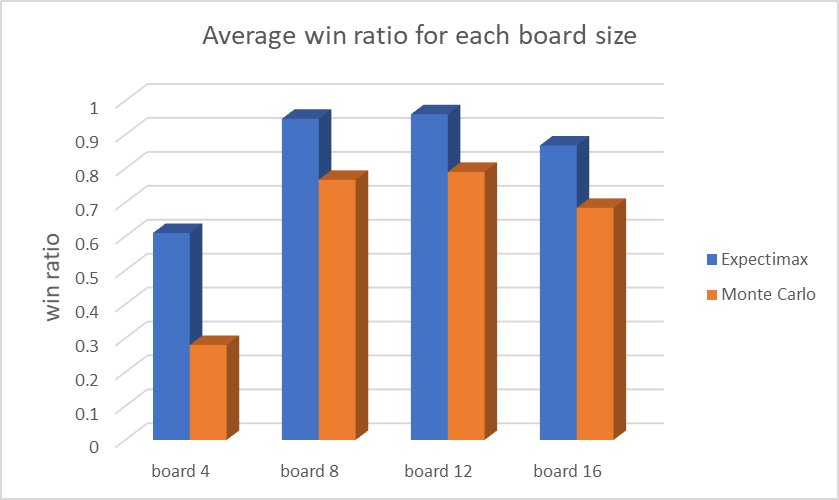 Average win ratio for each board size
win ratio
1
0.9
0.8
0.7
0.6
0.5
0.4
0.3
0.2
0.1
0
board 4
board 8
board 12
board 16
Expectimax
Monte Carlo